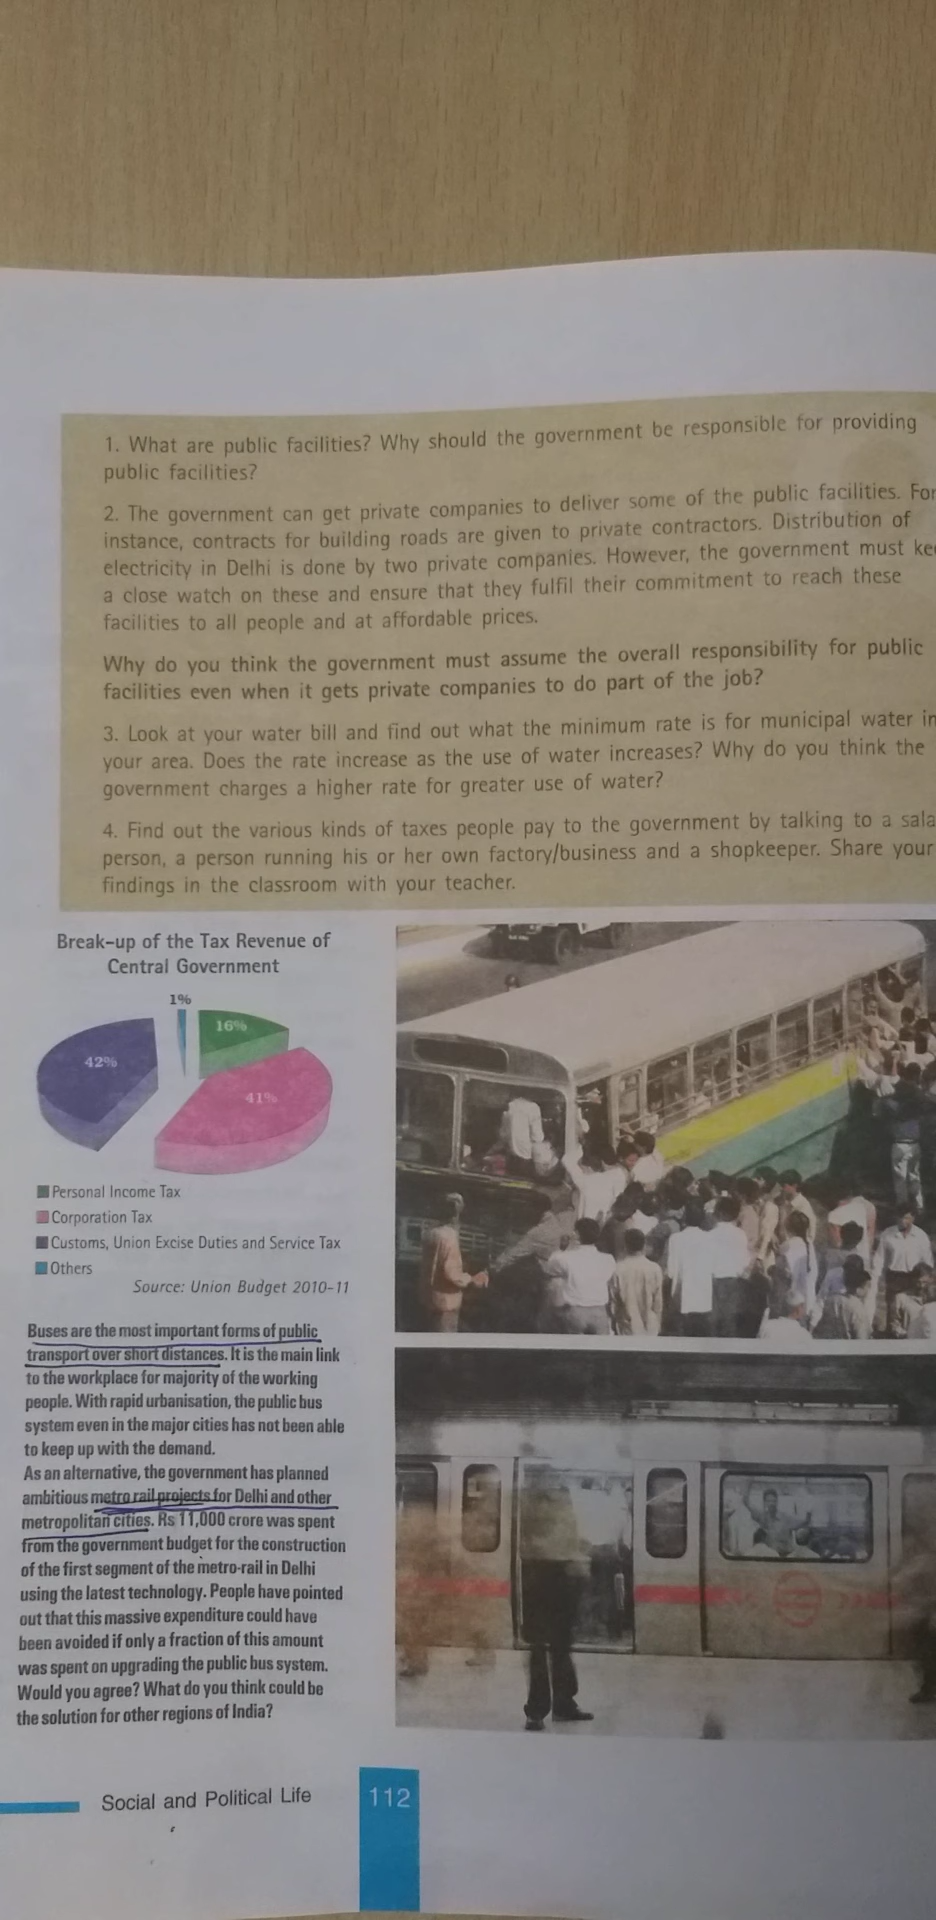 1. What are public facilities? Why should the government be responsible for providing
public facilities?
2. The government can get private companies to deliver some of the public facilities. For
instance, contracts for building roads are given to private contractors. Distribution of
electricity in Delhi is done by two private companies. However, the government must
a close watch on these and ensure that they fulfil their commitment to reach these
facilities to all people and at affordable prices.
Why do you think the government must assume the overall responsibility for public
facilities even when it gets private companies to do part of the job?
3. Look at your water bill and find out what the minimum rate is for municipal water in
your area. Does the rate increase as the use of water increases? Why do you think the
government charges a higher rate for greater use of water?
4. Find out the various kinds of taxes people pay to the government by talking to a
person, a person running his or her own factory/business and a shopkeeper. Share your
findings in the classroom with your teacher.
Break-up of the Tax Revenue of
Central Government
1%
16%
42%
41%
Personal Income Tax
Corporation Tax
Customs, Union Excise Duties and Service Tax
Others
Source: Union Budget 2010-11
Buses are the most important forms of public
transport over short distances. It is the main link
to the workplace for majority of the working
people. With rapid urbanisation, the public bus
system even in the major cities has not been able
to keep up with the demand.
As an alternative, the government has planned
ambitious metro rail projects for Delhi and other
metropolitan cities. Rs 11,000 crore was spent
from the government budget for the construction
of the first segment of the metro-rail in Delhi
using the latest technology. People have pointed
out that this massive expenditure could have
been avoided if only a fraction of this amount
was spent on upgrading the public bus system.
Would you agree? What do you think could be
the solution for other regions of India?
Social and Political Life
112